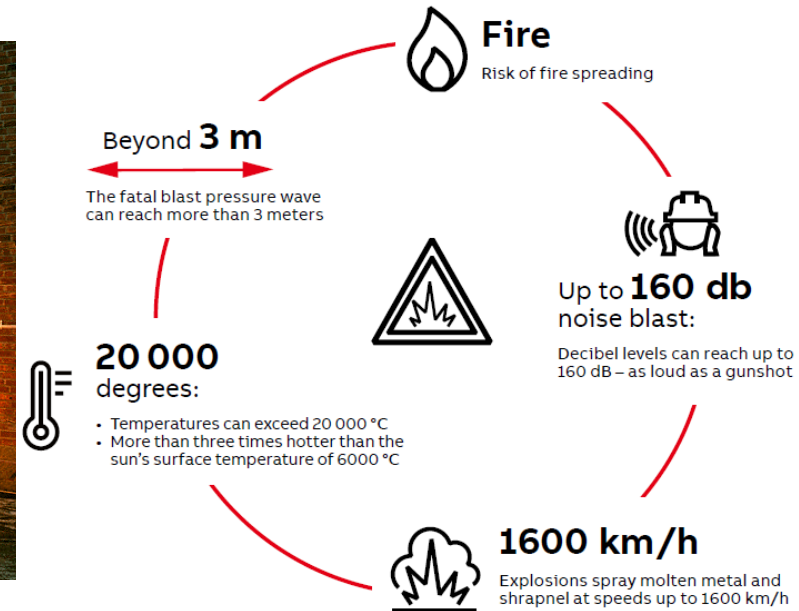 Fire
Risk of fire spreading
Up to 160 db
noise blast:
Decibel levels can reach up to
160 dB – as loud as a gunshot
1600 km/h
Explosions spray molten metal and
shrapnel at speeds up to 1600 km/h
20 000
degrees:
• Temperatures can exceed 20 000 °C
• More than three times hotter than the
sun's surface temperature of 6000 °C
Beyond 3 m
The fatal blast pressure wave
can reach more than 3 meters